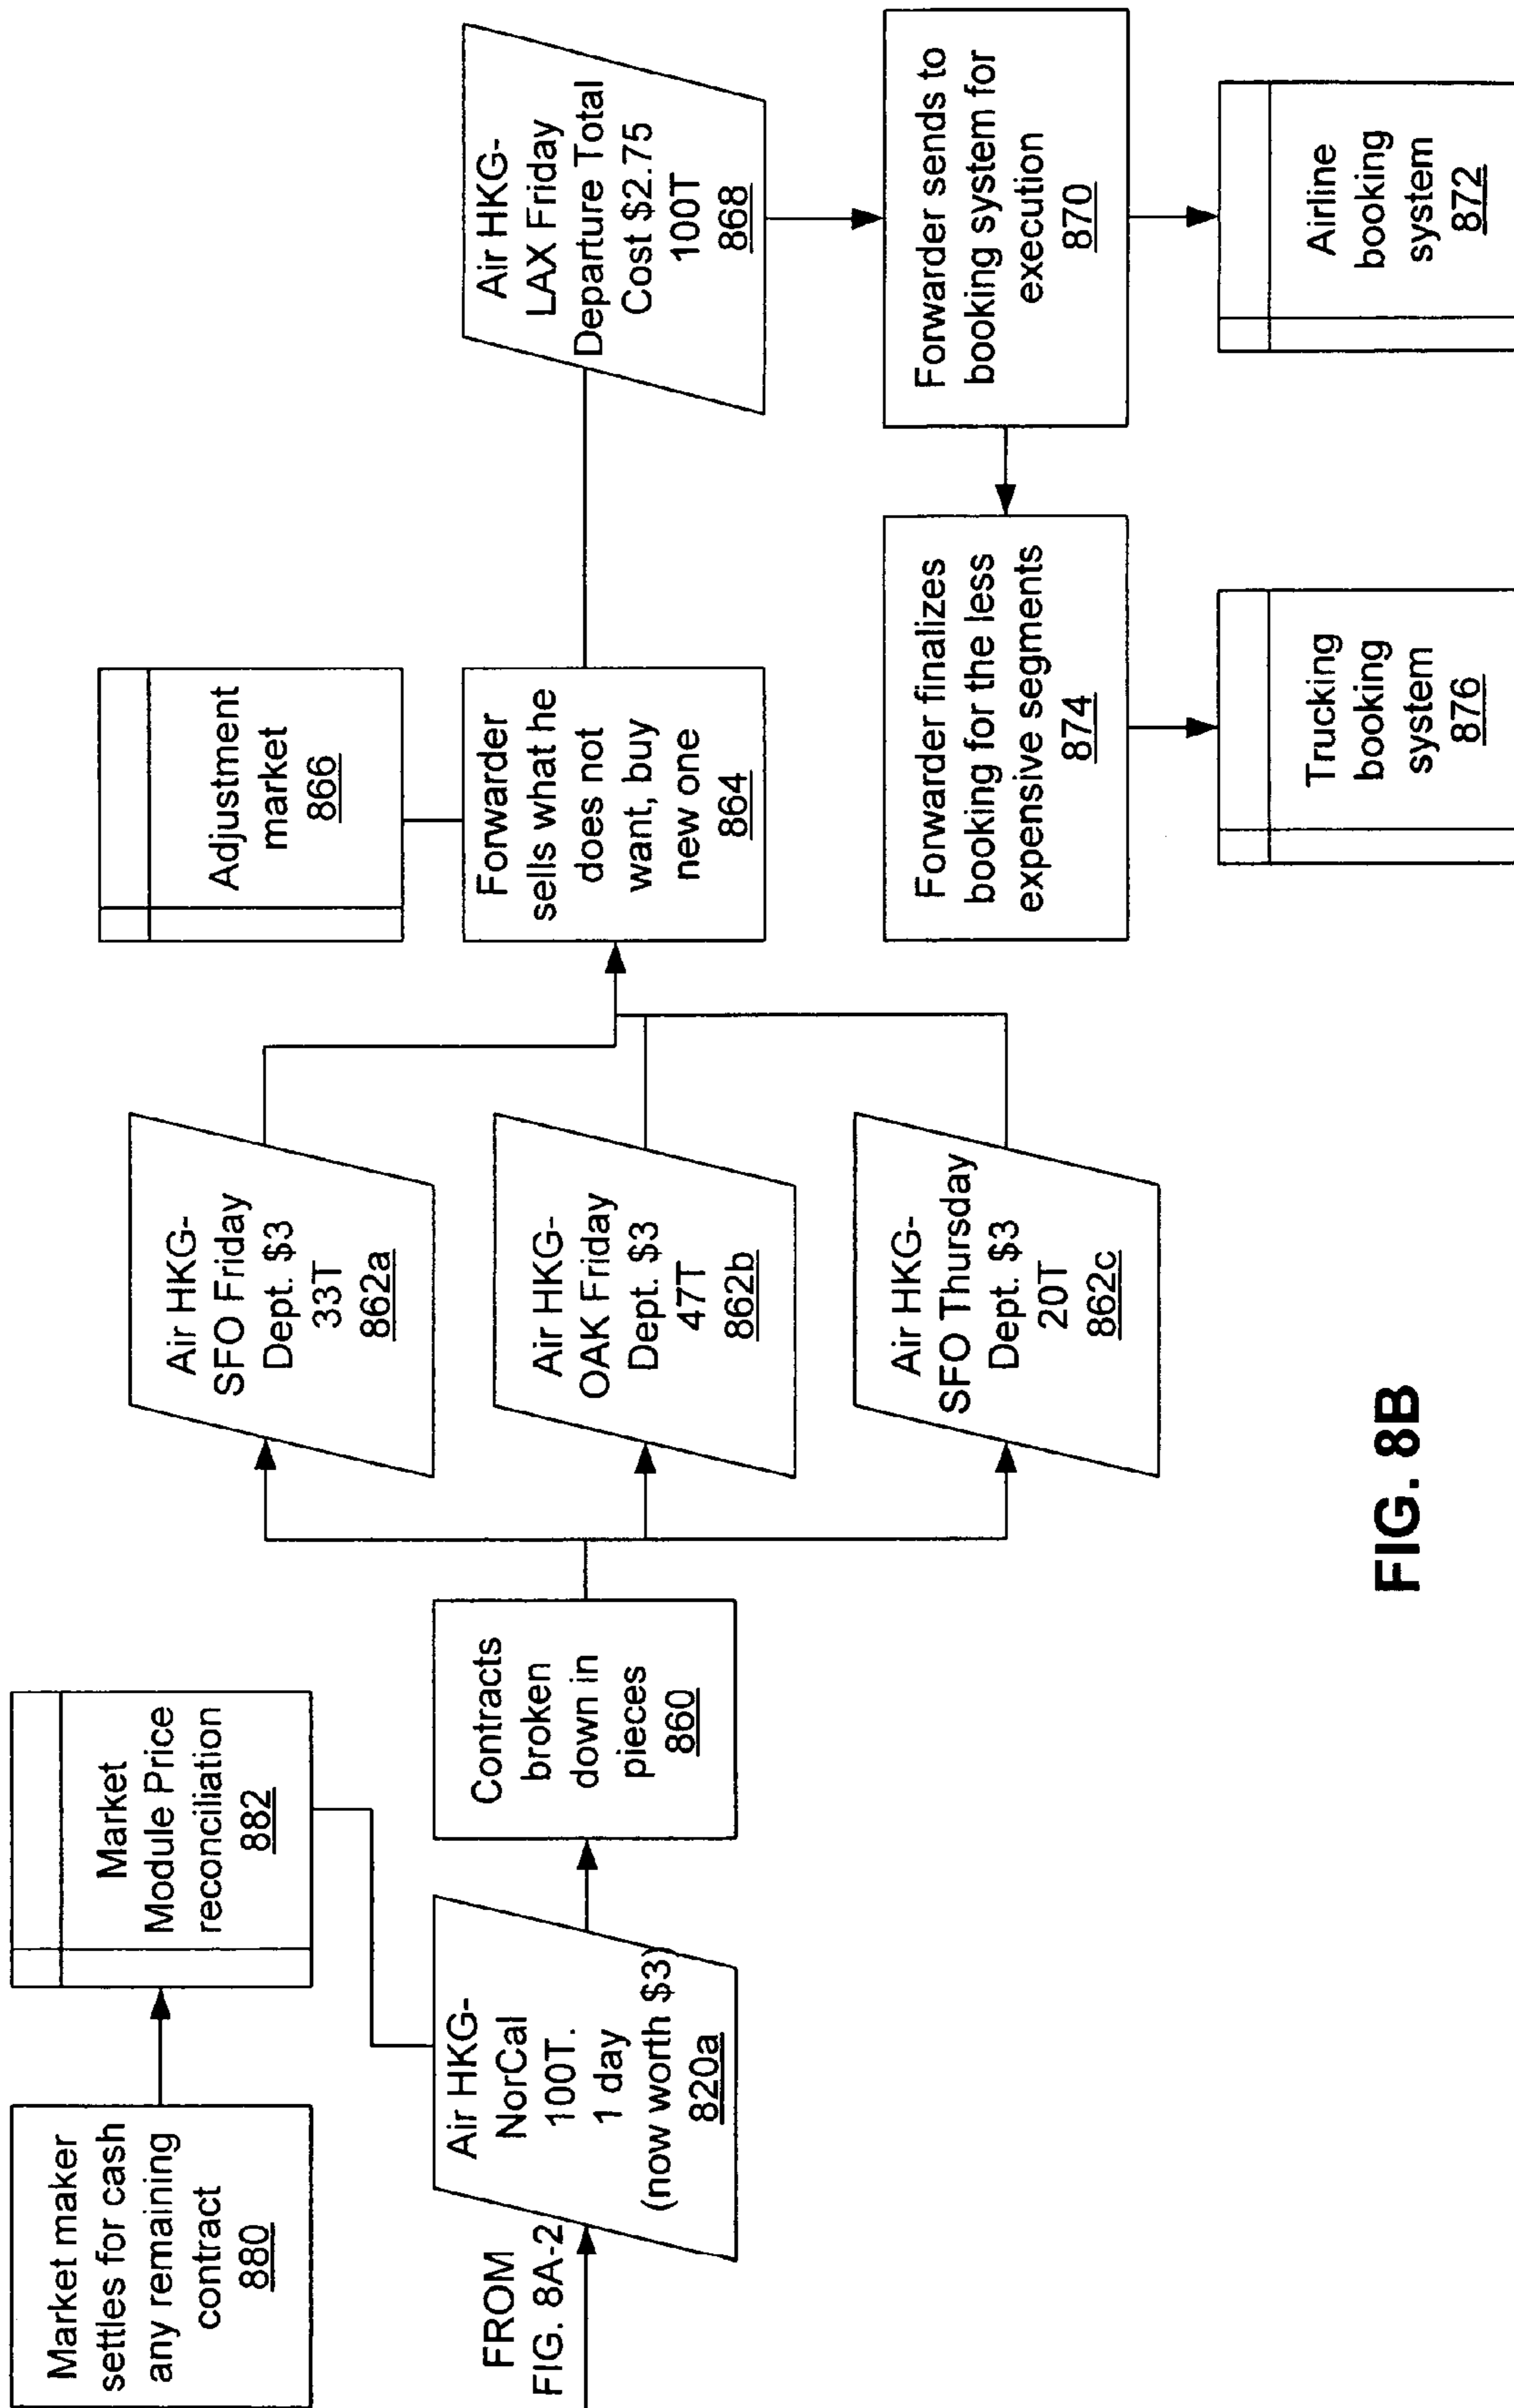 Market maker
settles for cash
any remaining
contract
880
Market
Module Price
reconciliation
882
FROM
FIG. 8A-2
Air HKG-
NorCal
100T.
1 day
(now worth $3)
820a
Contracts
broken
down in
pieces
860
Air HKG-
SFO Friday
Dept. $3
33T
862a
Air HKG-
OAK Friday
Dept. $3
47T
862b
Air HKG-
SFO Thursday
Dept. $3
20T
862c
Adjustment
market
866
Forwarder
sells what he
does not
want, buy
new one
864
Air HKG-
LAX Friday
Departure Total
Cost $2.75
100T
868
Forwarder sends to
booking system for
execution
870
Forwarder finalizes
booking for the less
expensive segments
874
Airline
booking
system
872
Trucking
booking
system
876
FIG. 8B